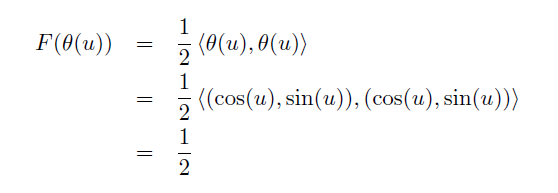 F(θ(u)) = 1/2 ⟨θ(u), θ(u)⟩
= 1/2 ⟨(cos(u), sin(u)), (cos(u), sin(u))⟩
= 1/2